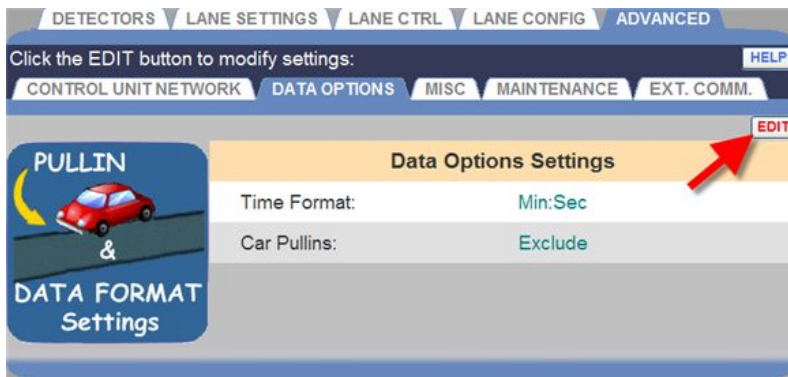 DETECTORS LANE SETTINGS LANE CTRL LANE CONFIG ADVANCED
Click the EDIT button to modify settings: HELP
CONTROL UNIT NETWORK DATA OPTIONS MISC MAINTENANCE EXT. COMM.
EDIT
PULLIN
&
DATA FORMAT
Settings
Data Options Settings
Time Format: Min:Sec
Car Pullins: Exclude